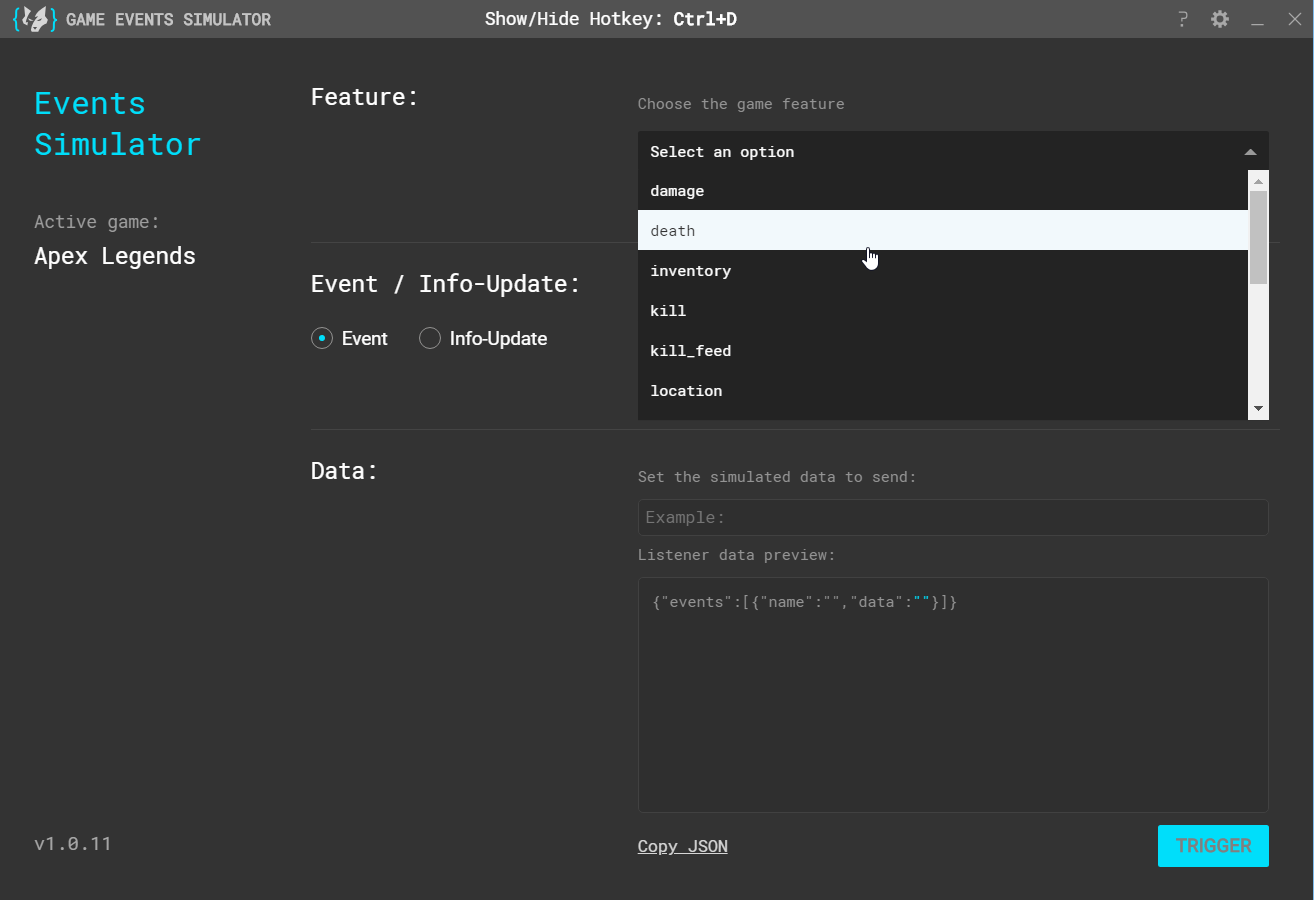 GAME EVENTS SIMULATOR
Show/Hide Hotkey: Ctrl+D
?
Events
Simulator
Active game:
Apex Legends
v1.0.11
Feature:
Choose the game feature
Select an option
damage
death
inventory
kill
kill_feed
location
Event / Info-Update:
Event
Info-Update
Data:
Set the simulated data to send:
Example:
Listener data preview:
{"events":[{"name":"","data":""}]}
Copy JSON
TRIGGER